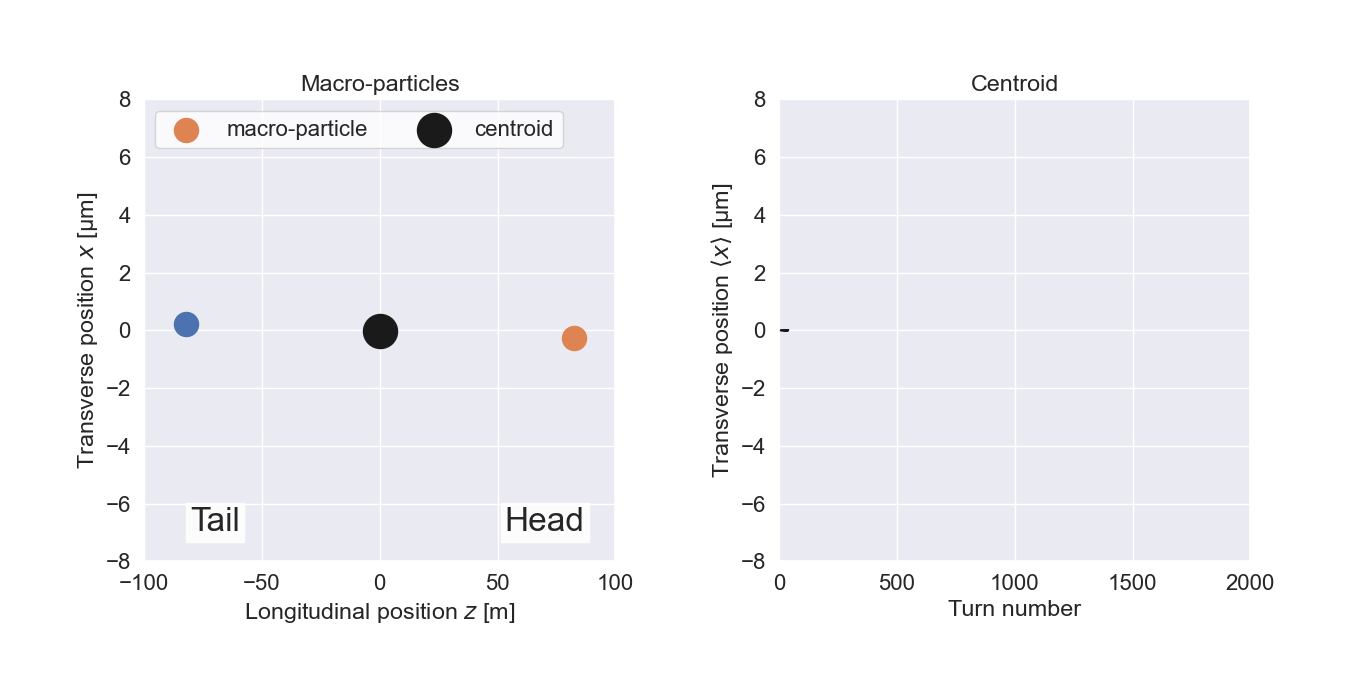 Macro-particles
macro-particle
centroid
8
6
4
2
0
−2
−4
−6
−8
Transverse position x [μm]
Tail
Head
−100
−50
0
50
100
Longitudinal position z [m]
Centroid
8
6
4
2
0
−2
−4
−6
−8
Transverse position ⟨x⟩ [μm]
0
500
1000
1500
2000
Turn number